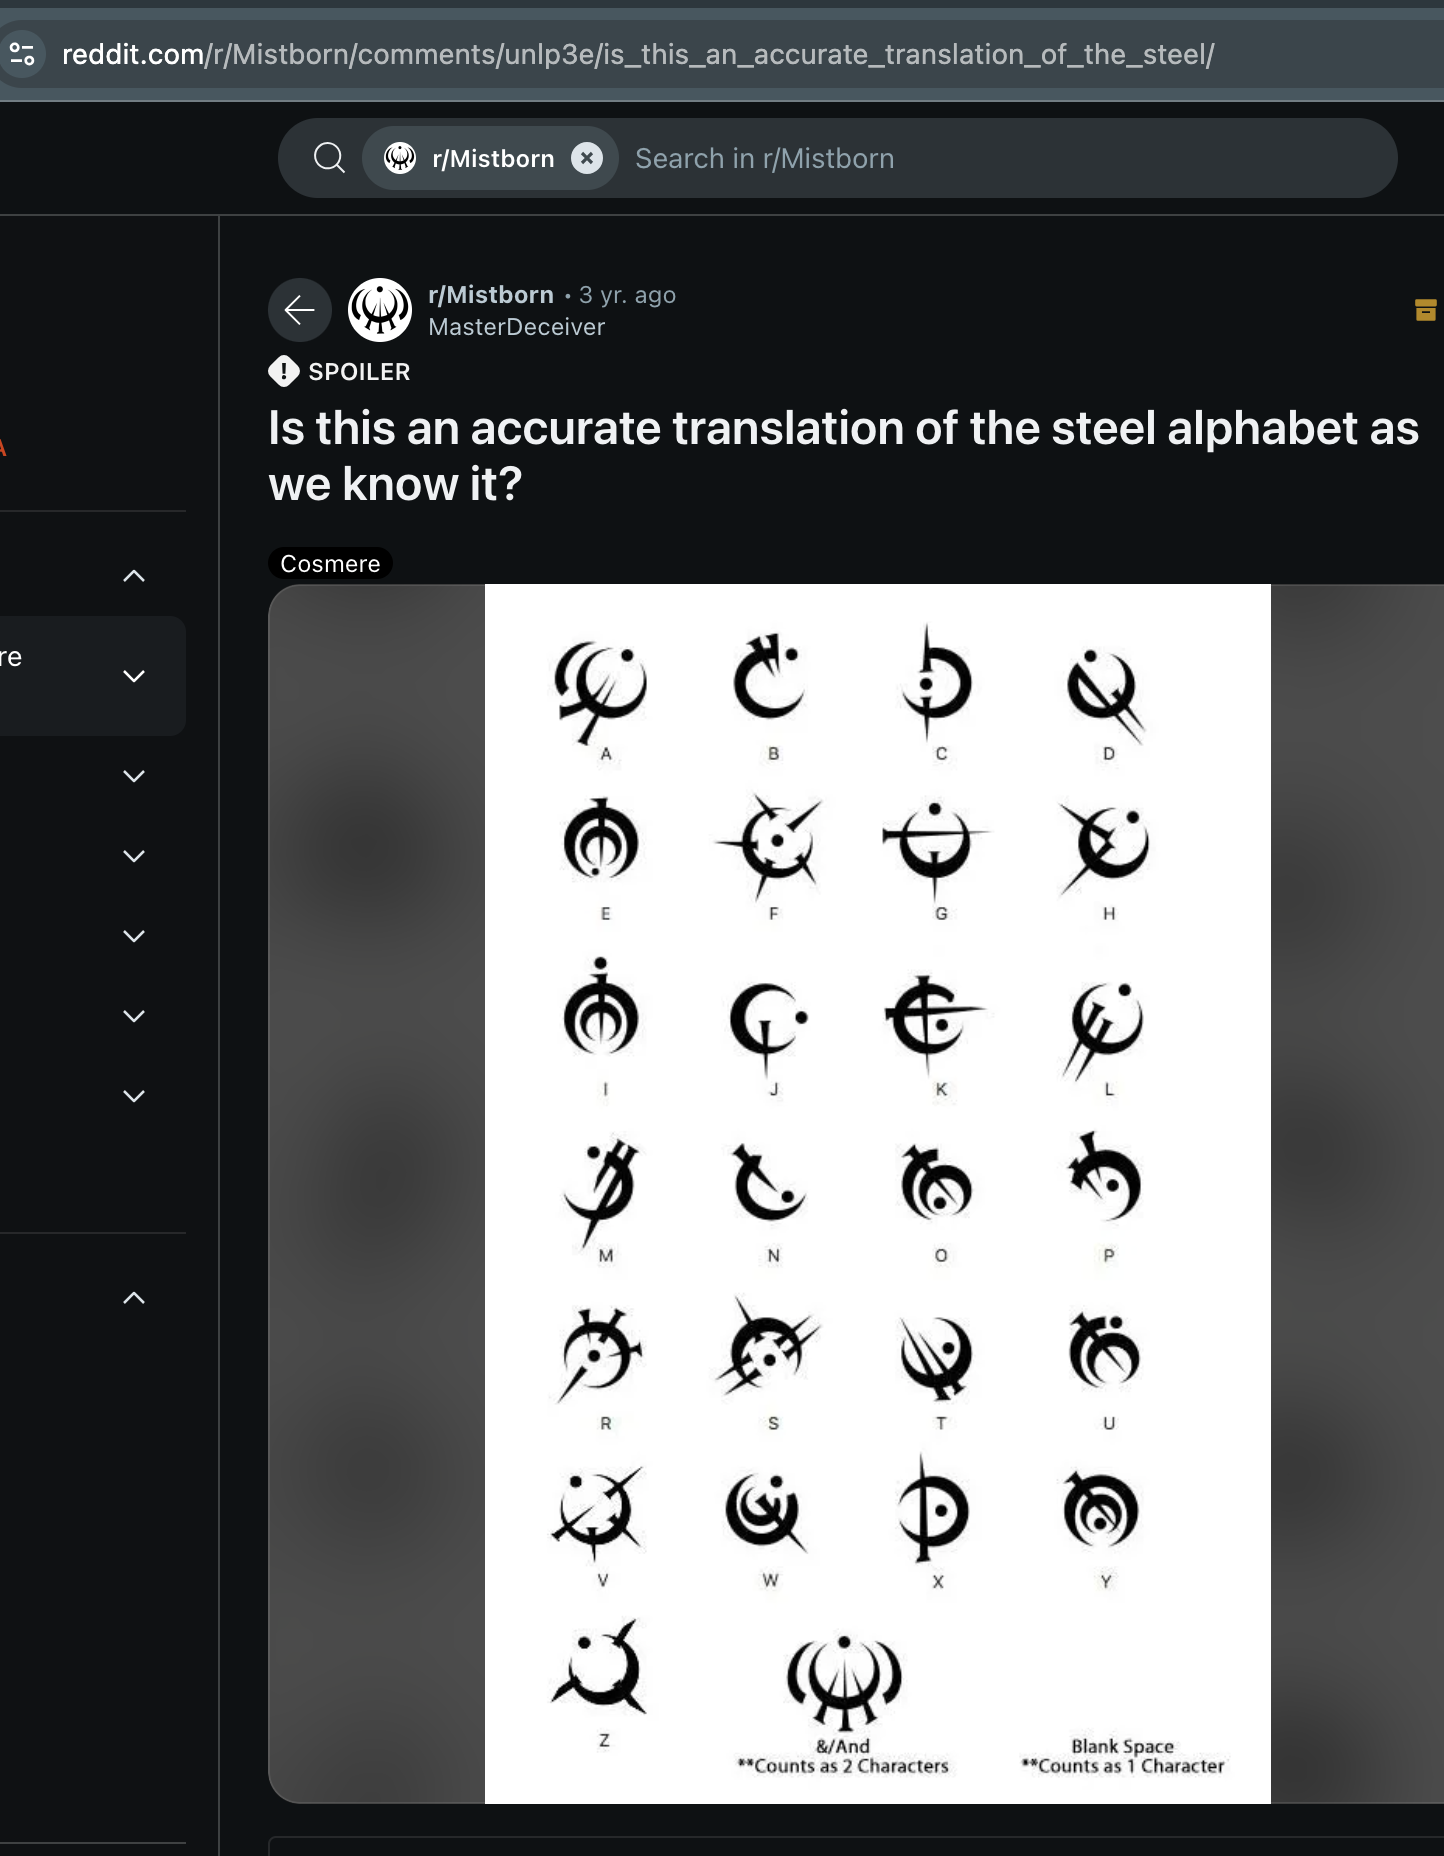 reddit.com/r/Mistborn/comments/unlp3e/is_this_an_accurate_translation_of_the_steel/
r/Mistborn Search in r/Mistborn
r/Mistborn • 3 yr. ago
MasterDeceiver
SPOILER
Is this an accurate translation of the steel alphabet as
we know it?
Cosmere
re
A
A B C D
E F G H
I J K L
M N O P
R S T U
V W X Y
Z
&/And Blank Space
**Counts as 2 Characters **Counts as 1 Character